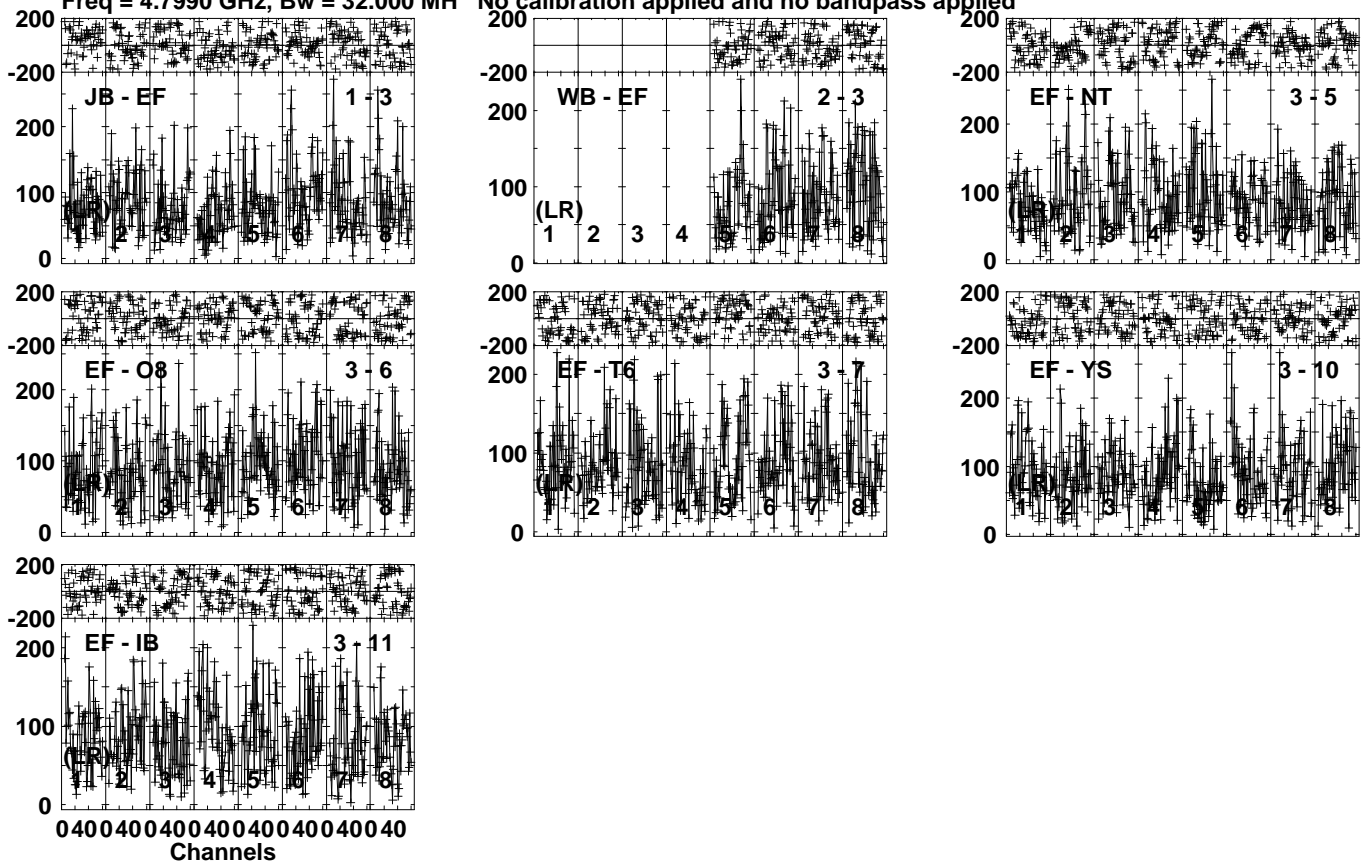 Freq = 4.7990 GHz, Bw = 32.000 MH No calibration applied and no bandpass applied
200
-200
JB - EF 1 - 3
200
100
0
(LR)
1 2 3 4 5 6 7 8
200
-200
WB - EF 2 - 3
200
100
0
(LR)
1 2 3 4 5 6 7 8
200
-200
EF - NT 3 - 5
200
100
0
(LR)
1 2 3 4 5 6 7 8
200
-200
EF - O8 3 - 6
200
100
0
(LR)
1 2 3 4 5 6 7 8
200
-200
EF - T6 3 - 7
200
100
0
(LR)
1 2 3 4 5 6 7 8
200
-200
EF - YS 3 - 10
200
100
0
(LR)
1 2 3 4 5 6 7 8
200
-200
EF - IB 3 - 11
200
100
0
(LR)
1 2 3 4 5 6 7 8
0 40 0 40 0 40 0 40 0 40 0 40 0 40 0 40
Channels